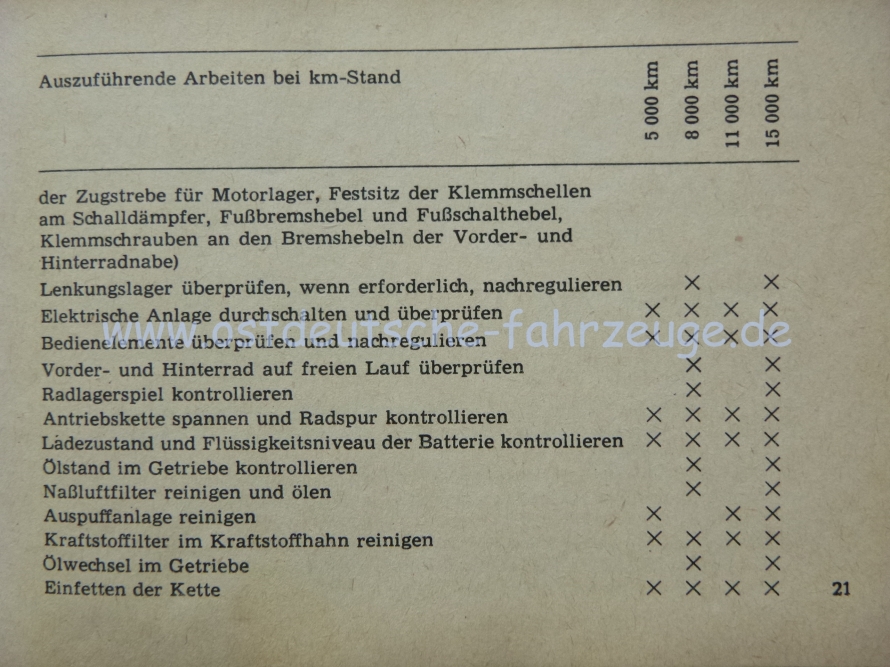 Auszuführende Arbeiten bei km-Stand 5 000 km 8 000 km 11 000 km 15 000 km
der Zugstrebe für Motorlager, Festsitz der Klemmschellen
am Schalldämpfer, Fußbremshebel und Fußschalthebel,
Klemmschrauben an den Bremshebeln der Vorder- und
Hinterradnabe)
Lenkungslager überprüfen, wenn erforderlich, nachregulieren × ×
Elektrische Anlage durchschalten und überprüfen × × × ×
www.ostdeutsche-fahrzeuge.de
Bedienelemente überprüfen und nachregulieren × × × ×
Vorder- und Hinterrad auf freien Lauf überprüfen × ×
Radlagerspiel kontrollieren × ×
Antriebskette spannen und Radspur kontrollieren × × × ×
Ladezustand und Flüssigkeitsniveau der Batterie kontrollieren × × × ×
Ölstand im Getriebe kontrollieren × ×
Naßluftfilter reinigen und ölen × ×
Auspuffanlage reinigen × × ×
Kraftstoffilter im Kraftstoffhahn reinigen × × × ×
Ölwechsel im Getriebe × ×
Einfetten der Kette × × × × 21